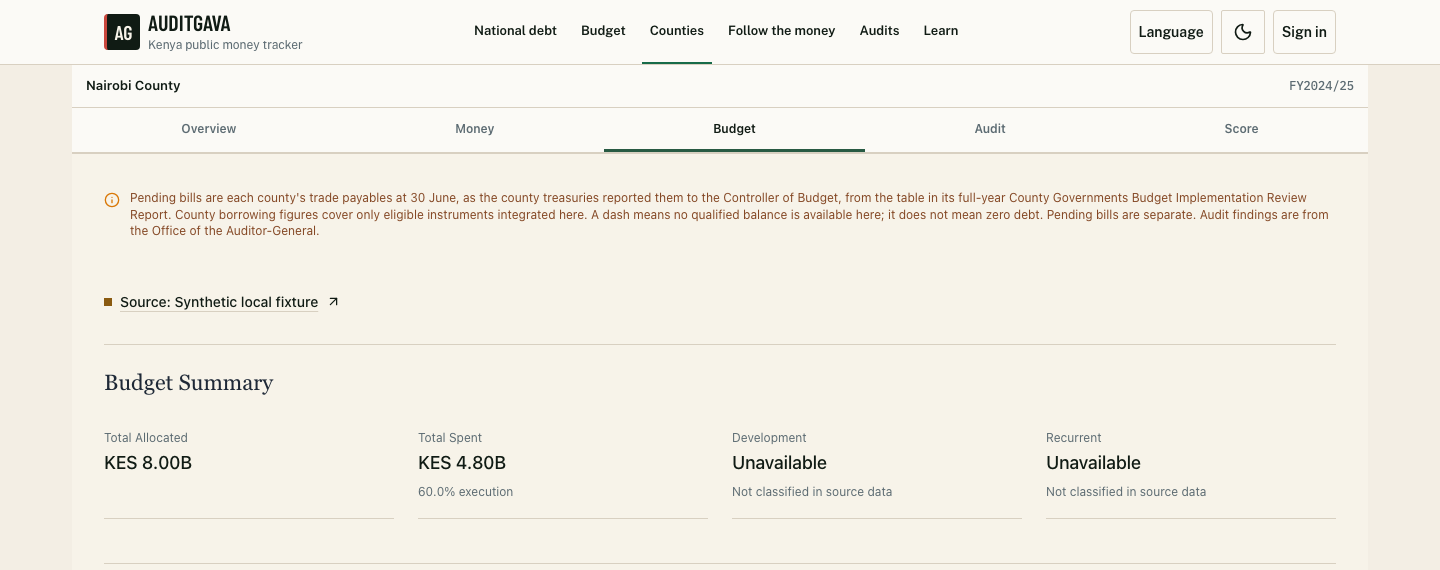 AG
AUDITGAVA
Kenya public money tracker
National debt
Budget
Counties
Follow the money
Audits
Learn
Language
Sign in
Nairobi County
FY2024/25
Overview
Money
Budget
Audit
Score
Pending bills are each county's trade payables at 30 June, as the county treasuries reported them to the Controller of Budget, from the table in its full-year County Governments Budget Implementation Review
Report. County borrowing figures cover only eligible instruments integrated here. A dash means no qualified balance is available here; it does not mean zero debt. Pending bills are separate. Audit findings are from
the Office of the Auditor-General.
Source: Synthetic local fixture
Budget Summary
Total Allocated
KES 8.00B
Total Spent
KES 4.80B
60.0% execution
Development
Unavailable
Not classified in source data
Recurrent
Unavailable
Not classified in source data